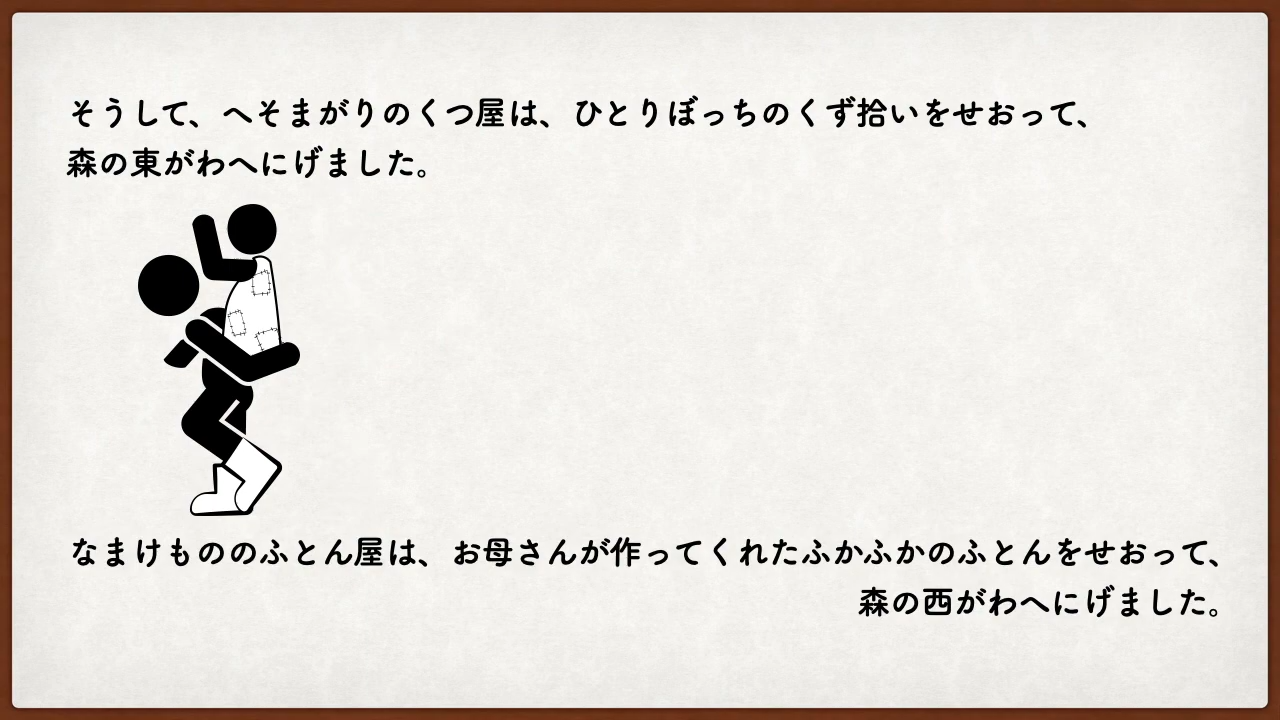 そうして、へそまがりのくつ屋は、ひとりぼっちのくず拾いをせおって、
森の東がわへにげました。
なまけもののふとん屋は、お母さんが作ってくれたふかふかのふとんをせおって、
森の西がわへにげました。